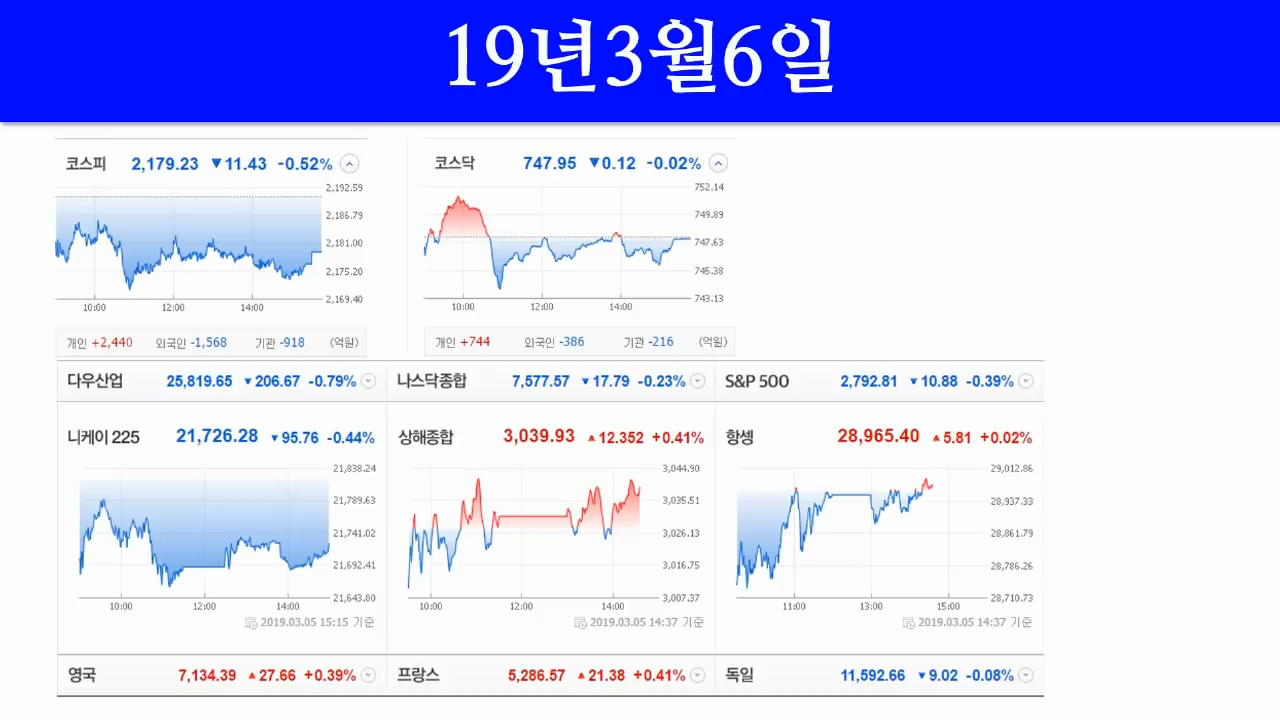 19년3월6일
코스피 2,179.23 ▼11.43 -0.52%
2,192.59
2,186.79
2,181.00
2,175.20
2,169.40
10:00 12:00 14:00
개인 +2,440 외국인 -1,568 기관 -918 (억원)
코스닥 747.95 ▼0.12 -0.02%
752.14
749.89
747.63
745.38
743.13
10:00 12:00 14:00
개인 +744 외국인 -386 기관 -216 (억원)
다우산업 25,819.65 ▼206.67 -0.79%
나스닥종합 7,577.57 ▼17.79 -0.23%
S&P 500 2,792.81 ▼10.88 -0.39%
니케이 225 21,726.28 ▼95.76 -0.44%
21,838.24
21,789.63
21,741.02
21,692.41
21,643.80
10:00 12:00 14:00
2019.03.05 15:15 기준
상해종합 3,039.93 ▲12.352 +0.41%
3,044.90
3,035.51
3,026.13
3,016.75
3,007.37
10:00 12:00 14:00
2019.03.05 14:37 기준
항셍 28,965.40 ▲5.81 +0.02%
29,012.86
28,937.33
28,861.79
28,786.26
28,710.73
11:00 13:00 15:00
2019.03.05 14:37 기준
영국 7,134.39 ▲27.66 +0.39%
프랑스 5,286.57 ▲21.38 +0.41%
독일 11,592.66 ▼9.02 -0.08%